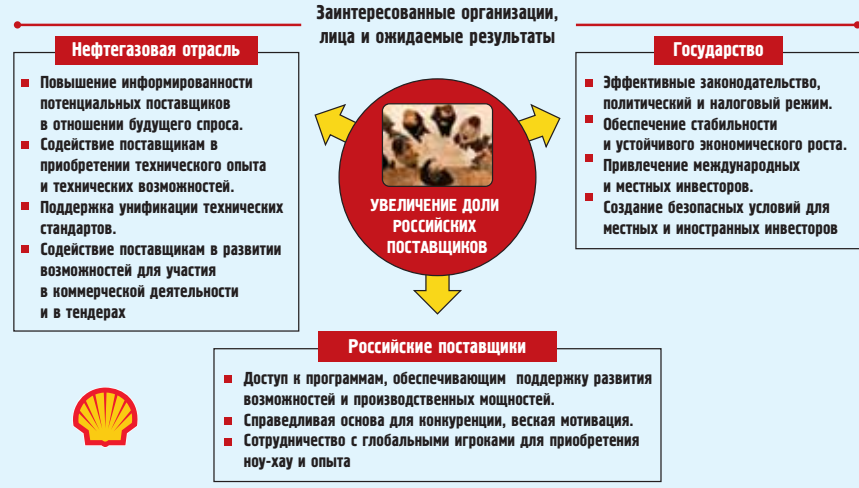 Заинтересованные организации,
лица и ожидаемые результаты
Нефтегазовая отрасль
Повышение информированности
потенциальных поставщиков
в отношении будущего спроса.
Содействие поставщикам в
приобретении технического опыта
и технических возможностей.
Поддержка унификации технических
стандартов.
Содействие поставщикам в развитии
возможностей для участия
в коммерческой деятельности
и в тендерах
УВЕЛИЧЕНИЕ ДОЛИ
РОССИЙСКИХ
ПОСТАВЩИКОВ
Государство
Эффективные законодательство,
политический и налоговый режим.
Обеспечение стабильности
и устойчивого экономического роста.
Привлечение международных
и местных инвесторов.
Создание безопасных условий для
местных и иностранных инвесторов
Российские поставщики
Доступ к программам, обеспечивающим поддержку развития
возможностей и производственных мощностей.
Справедливая основа для конкуренции, веская мотивация.
Сотрудничество с глобальными игроками для приобретения
ноу-хау и опыта